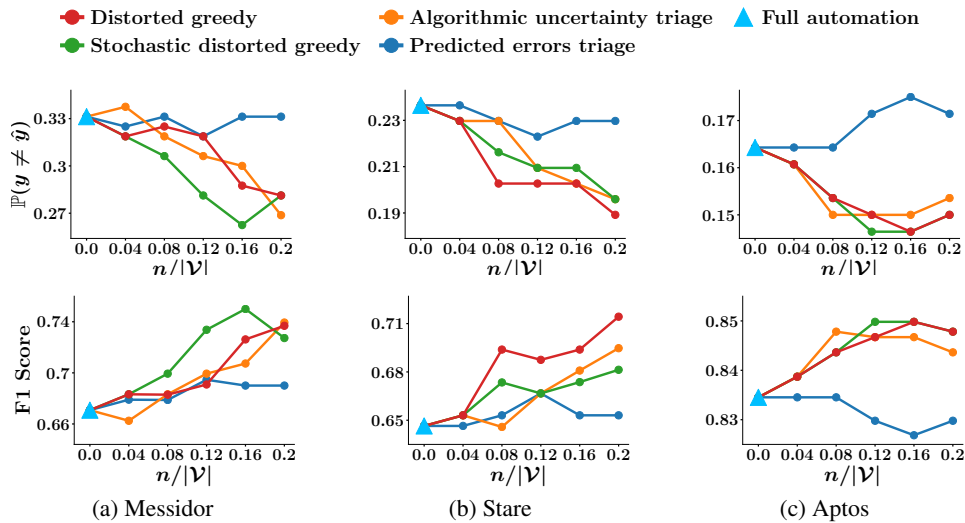 Distorted greedy Algorithmic uncertainty triage Full automation
Stochastic distorted greedy Predicted errors triage
ℙ(y ≠ ŷ)
0.33
0.3
0.27
0.0 0.04 0.08 0.12 0.16 0.2
n/|𝒱|
0.23
0.21
0.19
0.0 0.04 0.08 0.12 0.16 0.2
n/|𝒱|
0.17
0.16
0.15
0.0 0.04 0.08 0.12 0.16 0.2
n/|𝒱|
F1 Score
0.74
0.7
0.66
0.0 0.04 0.08 0.12 0.16 0.2
n/|𝒱|
(a) Messidor
0.71
0.68
0.65
0.0 0.04 0.08 0.12 0.16 0.2
n/|𝒱|
(b) Stare
0.85
0.84
0.83
0.0 0.04 0.08 0.12 0.16 0.2
n/|𝒱|
(c) Aptos